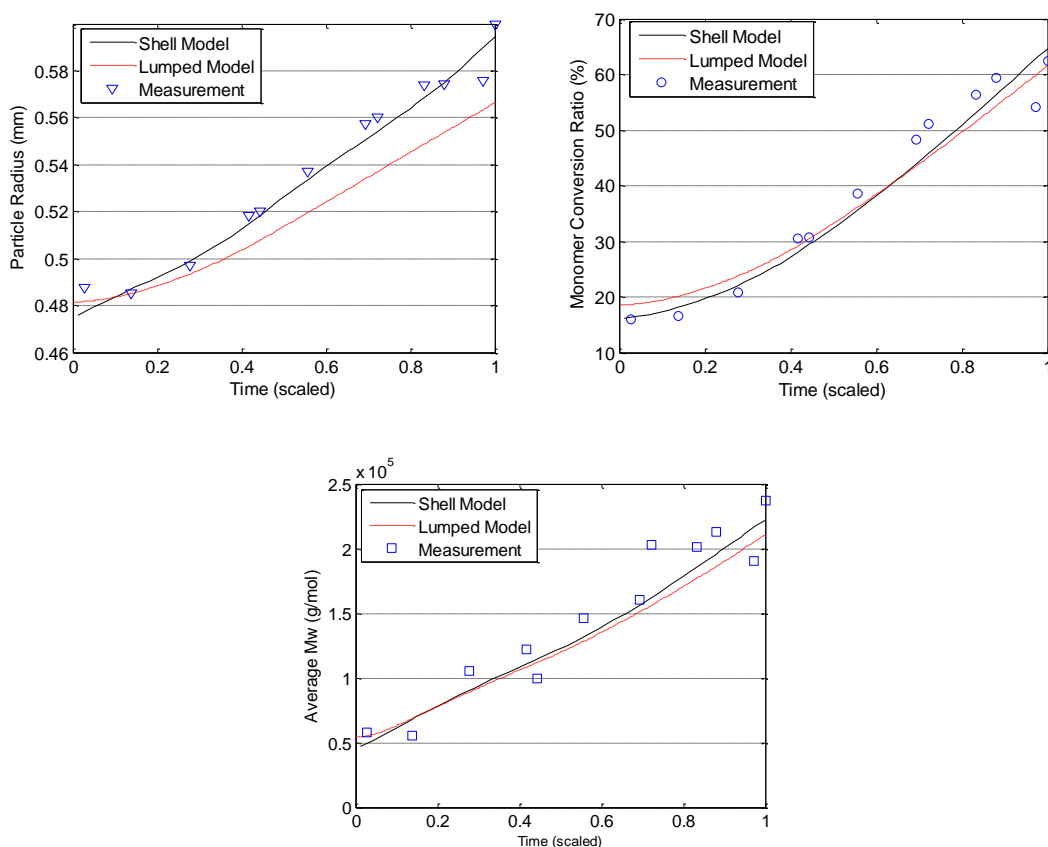 Shell Model
Lumped Model
Measurement
0.58
0.56
0.54
0.52
0.5
0.48
0.46
Particle Radius (mm)
0
0.2
0.4
0.6
0.8
1
Time (scaled)
70
60
50
40
30
20
10
Monomer Conversion Ratio (%)
Shell Model
Lumped Model
Measurement
0
0.2
0.4
0.6
0.8
1
Time (scaled)
x 10^5
2.5
2
1.5
1
0.5
0
Average Mw (g/mol)
Shell Model
Lumped Model
Measurement
0
0.2
0.4
0.6
0.8
1
Time (scaled)